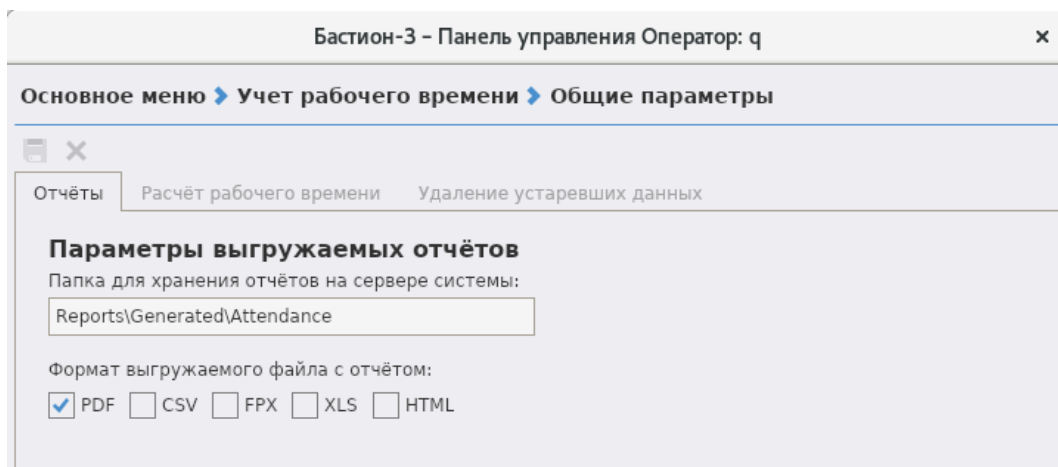 Бастион-3 – Панель управления Оператор: q
Основное меню Учет рабочего времени Общие параметры
Отчёты Расчёт рабочего времени Удаление устаревших данных
Параметры выгружаемых отчётов
Папка для хранения отчётов на сервере системы:
Reports\Generated\Attendance
Формат выгружаемого файла с отчётом:
PDF CSV FPX XLS HTML